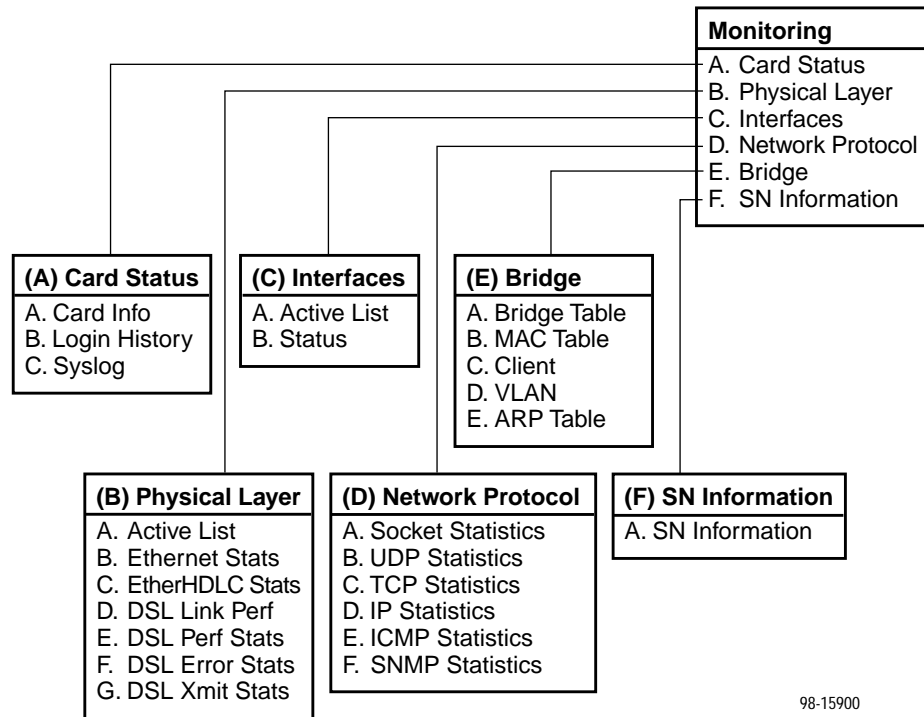 Monitoring
A. Card Status
B. Physical Layer
C. Interfaces
D. Network Protocol
E. Bridge
F. SN Information
(A) Card Status
A. Card Info
B. Login History
C. Syslog
(C) Interfaces
A. Active List
B. Status
(E) Bridge
A. Bridge Table
B. MAC Table
C. Client
D. VLAN
E. ARP Table
(B) Physical Layer
A. Active List
B. Ethernet Stats
C. EtherHDLC Stats
D. DSL Link Perf
E. DSL Perf Stats
F. DSL Error Stats
G. DSL Xmit Stats
(D) Network Protocol
A. Socket Statistics
B. UDP Statistics
C. TCP Statistics
D. IP Statistics
E. ICMP Statistics
F. SNMP Statistics
(F) SN Information
A. SN Information
98-15900